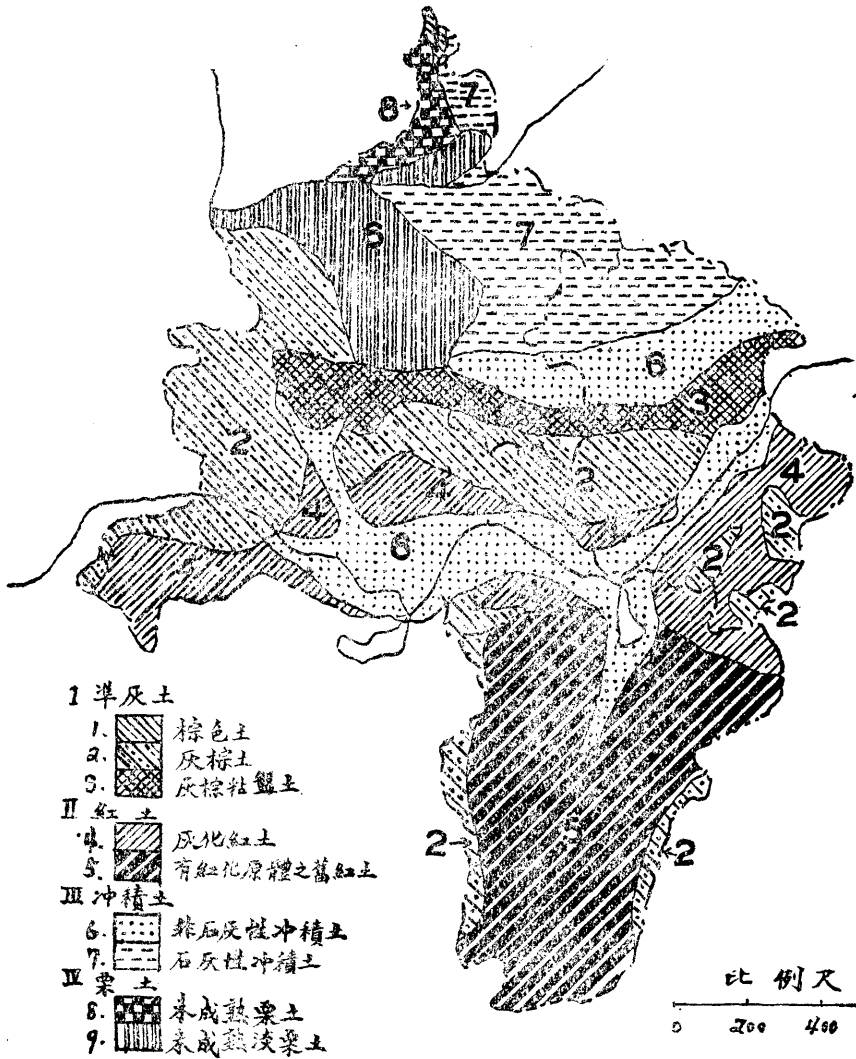 8
7
5
7
6
3
2
4
4
2
2
2
4
6
2
5
2
2
I 準灰土
1. 棕色土
2. 灰棕土
3. 灰棕粘盤土
II 紅土
4. 灰化紅土
5. 有紅化原體之舊紅土
III 冲積土
6. 非石灰性冲積土
7. 石灰性冲積土
IV 栗土
8. 未成熟栗土
9. 未成熟淡栗土
比例尺
0 200 400